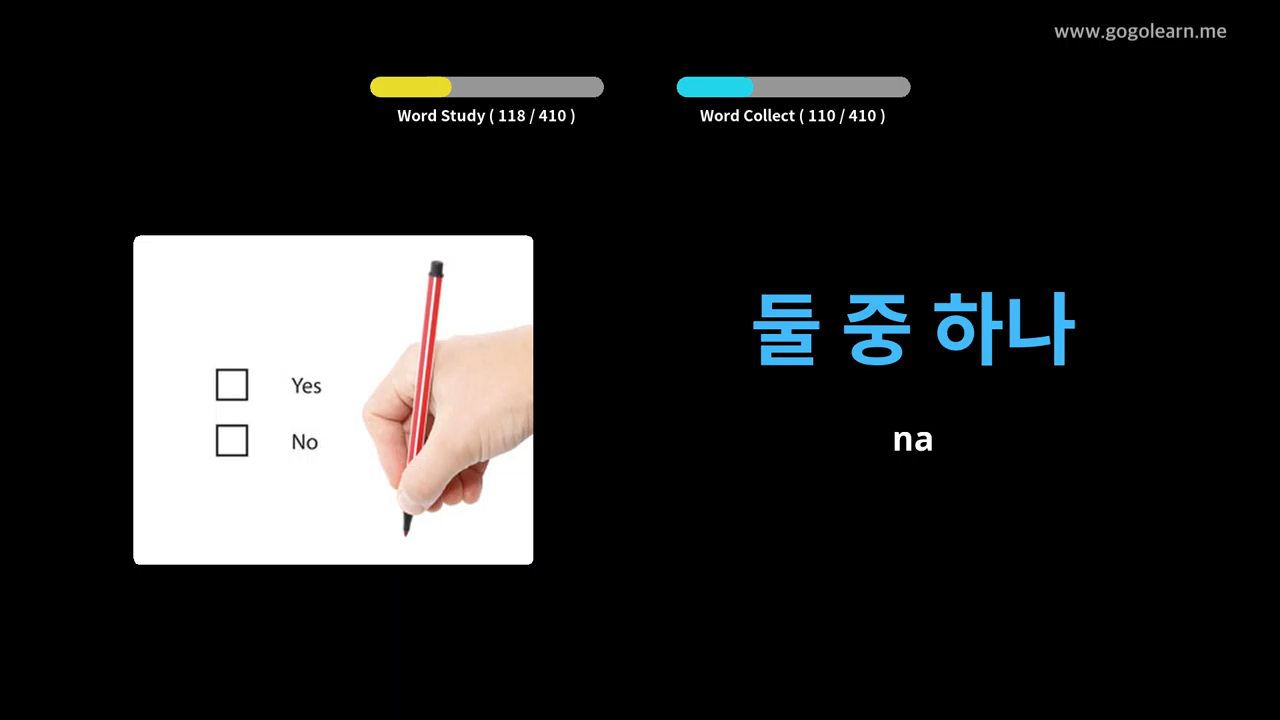 www.gogolearn.me
Word Study ( 118 / 410 )
Word Collect ( 110 / 410 )
Yes
No
둘 중 하나
na